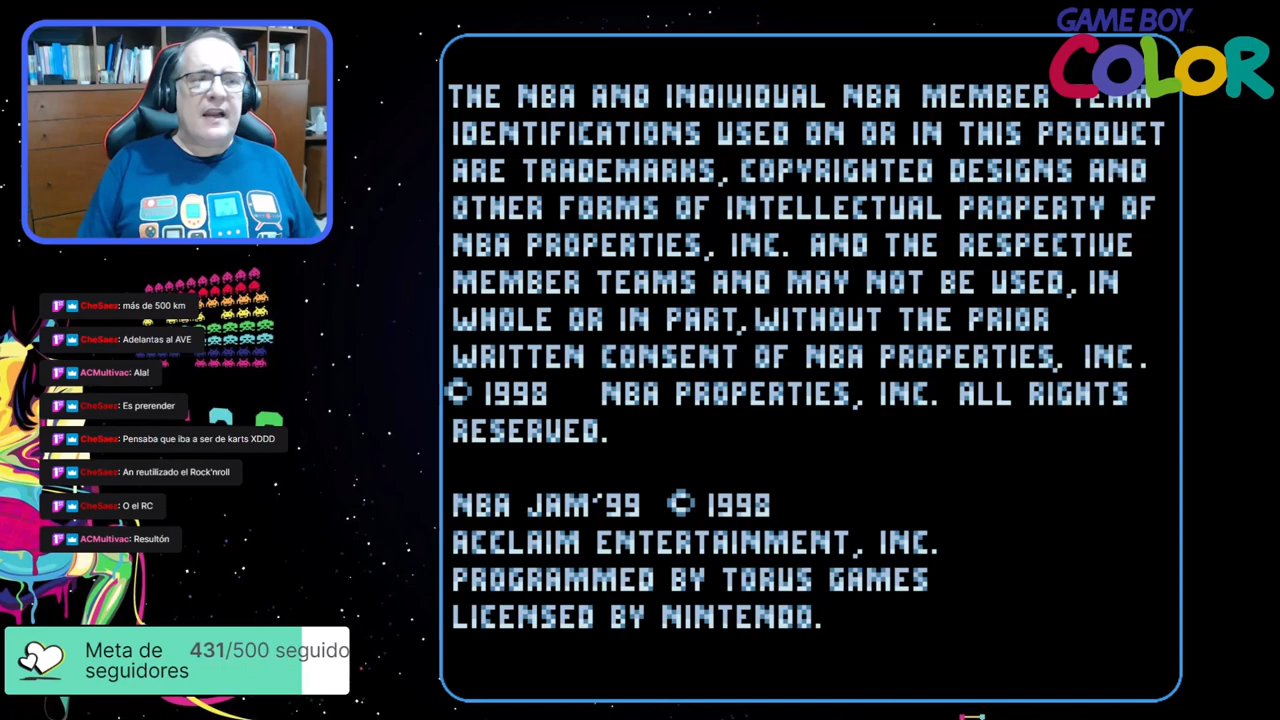 GAME BOY
COLOR
THE NBA AND INDIVIDUAL NBA MEMBER TEAM
IDENTIFICATIONS USED ON OR IN THIS PRODUCT
ARE TRADEMARKS, COPYRIGHTED DESIGNS AND
OTHER FORMS OF INTELLECTUAL PROPERTY OF
NBA PROPERTIES, INC. AND THE RESPECTIVE
MEMBER TEAMS AND MAY NOT BE USED, IN
WHOLE OR IN PART, WITHOUT THE PRIOR
WRITTEN CONSENT OF NBA PROPERTIES, INC.
© 1998 NBA PROPERTIES, INC. ALL RIGHTS
RESERVED.
NBA JAM'99 © 1998
ACCLAIM ENTERTAINMENT, INC.
PROGRAMMED BY TORUS GAMES
LICENSED BY NINTENDO.
CheSaez: más de 500 km
CheSaez: Adelantas al AVE
ACMultivac: Ala!
CheSaez: Es prerender
CheSaez: Pensaba que iba a ser de karts XDDD
CheSaez: An reutilizado el Rock'nroll
CheSaez: O el RC
ACMultivac: Resultón
Meta de seguidores
431/500 seguido